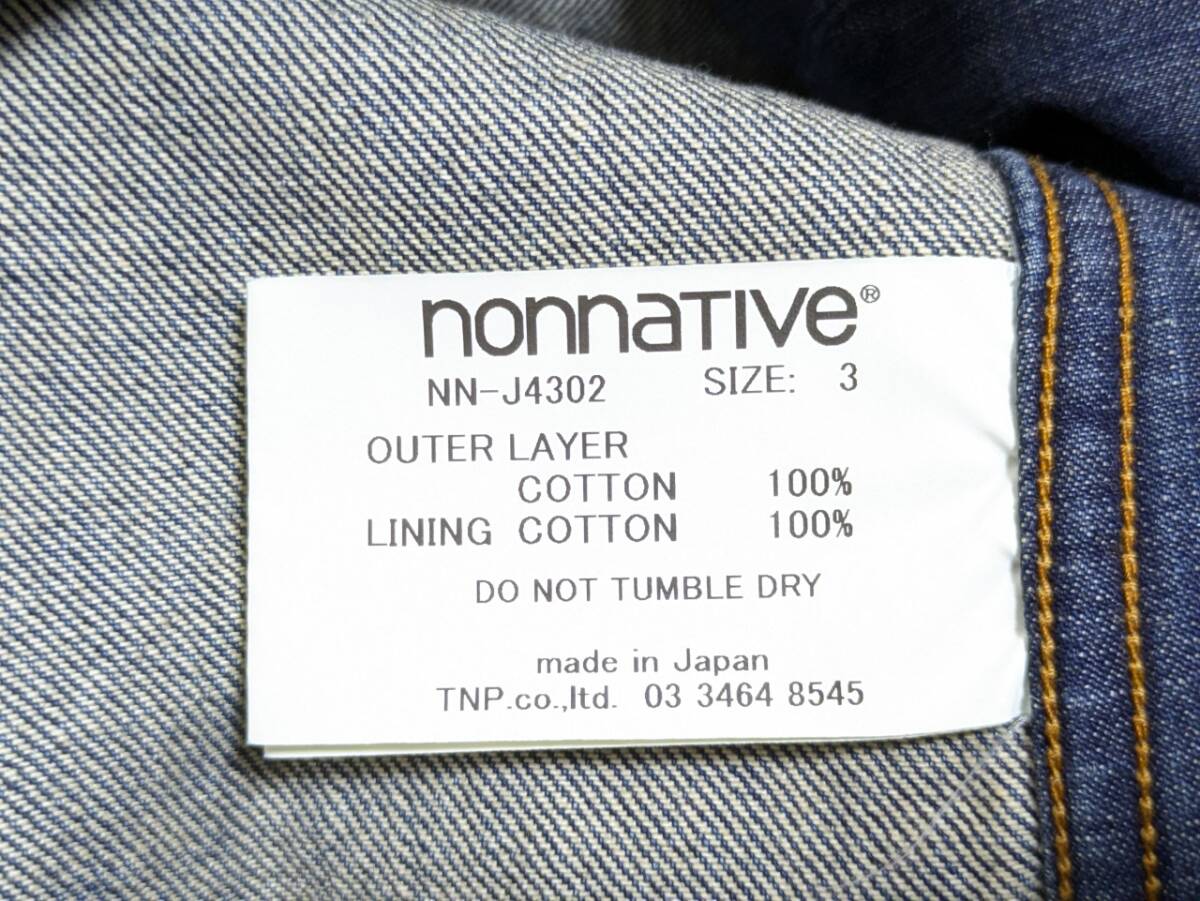 nonnaTIVe®
NN-J4302 SIZE: 3
OUTER LAYER
COTTON 100%
LINING COTTON 100%
DO NOT TUMBLE DRY
made in Japan
TNP.co.,ltd. 03 3464 8545